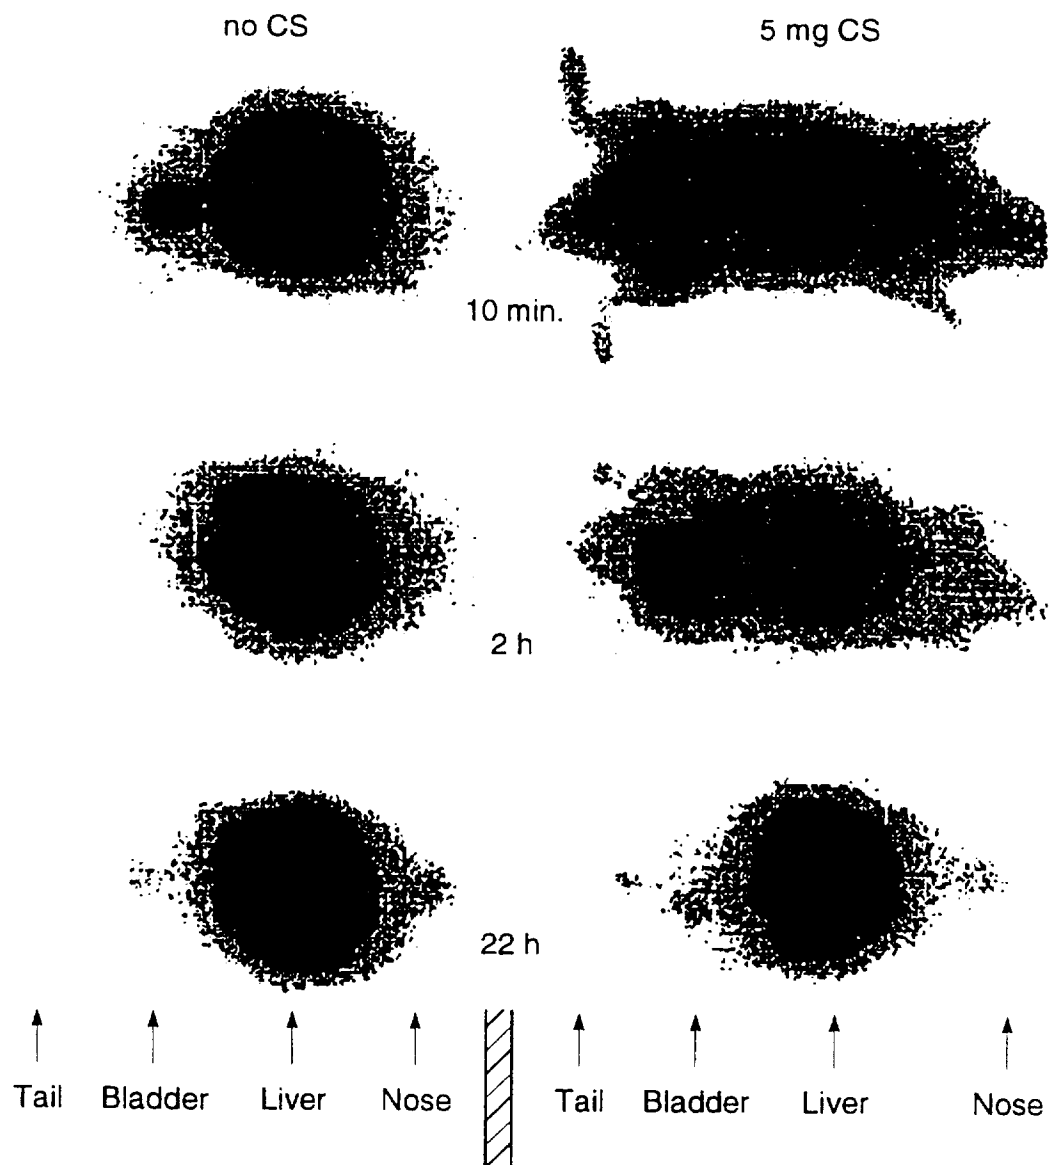 no CS
5 mg CS
10 min.
2 h
22 h
Tail Bladder Liver Nose
Tail Bladder Liver Nose